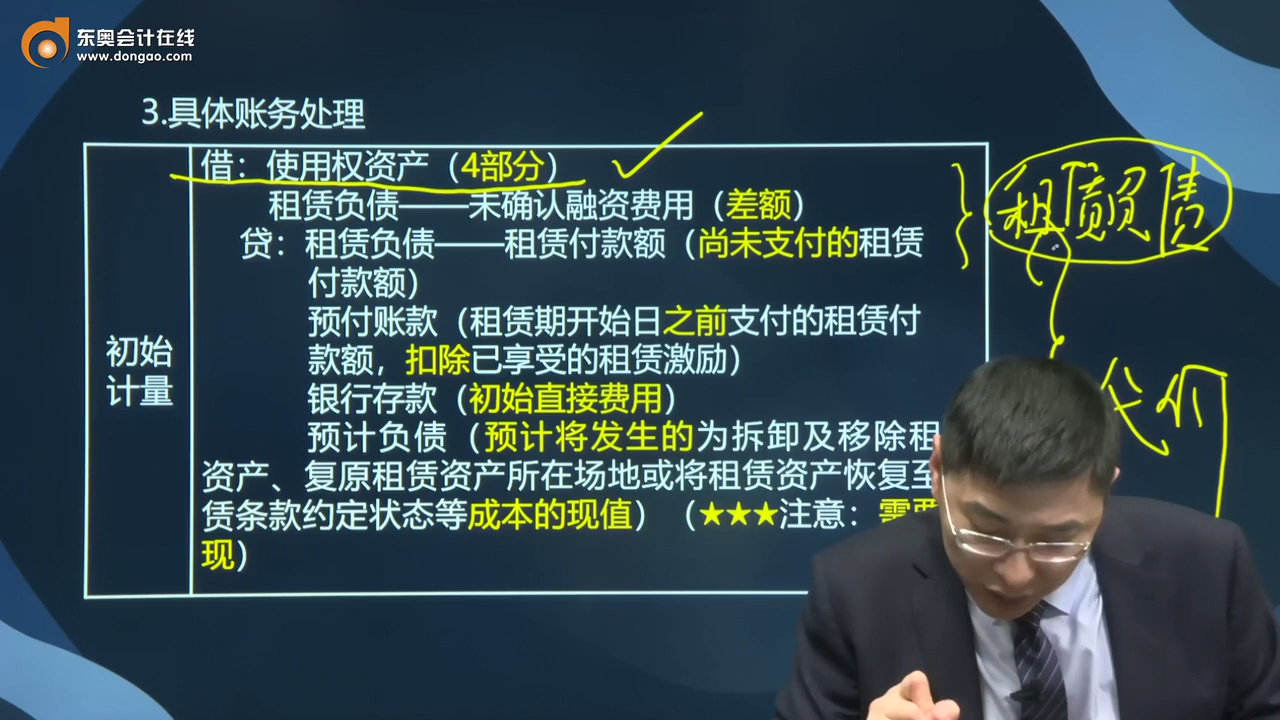 东奥会计在线
www.dongao.com
3.具体账务处理
初始
计量
借：使用权资产（4部分）
租赁负债——未确认融资费用（差额）
贷：租赁负债——租赁付款额（尚未支付的租赁
付款额）
预付账款（租赁期开始日之前支付的租赁付
款额，扣除已享受的租赁激励）
银行存款（初始直接费用）
预计负债（预计将发生的为拆卸及移除租
资产、复原租赁资产所在场地或将租赁资产恢复至
赁条款约定状态等成本的现值）（★★★注意：需要
现）
租赁负债
代价